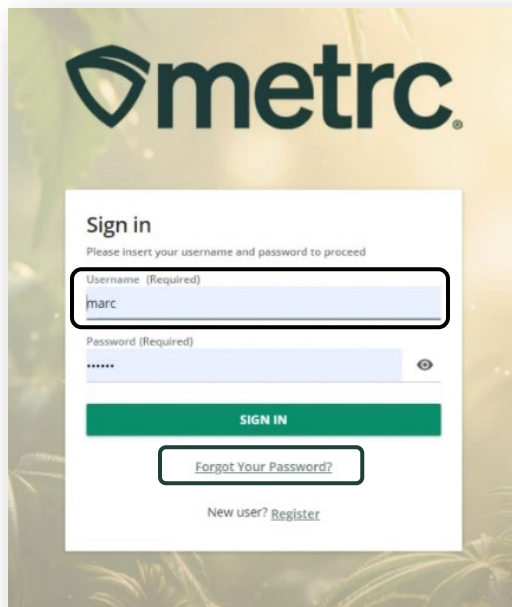 metrc®
Sign in
Please insert your username and password to proceed
Username (Required)
marc
Password (Required)
••••••
SIGN IN
Forgot Your Password?
New user? Register